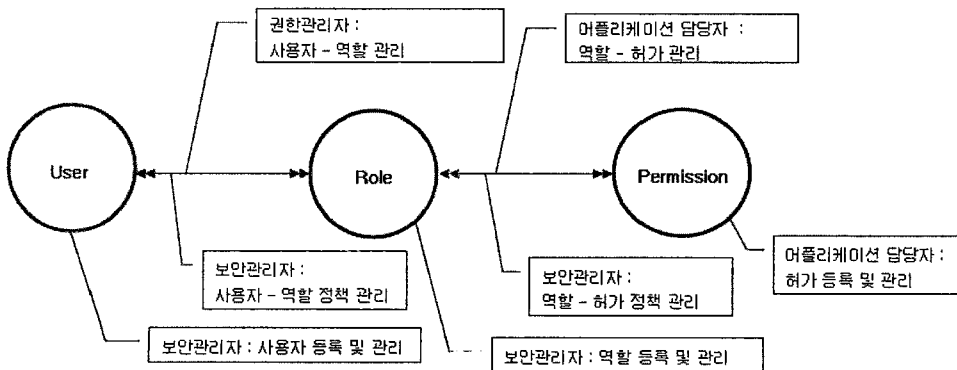 권한관리자 :
사용자 – 역할 관리
어플리케이션 담당자 :
역할 – 허가 관리
User
Role
Permission
보안관리자 :
사용자 – 역할 정책 관리
보안관리자 :
역할 – 허가 정책 관리
어플리케이션 담당자 :
허가 등록 및 관리
보안관리자 : 사용자 등록 및 관리
보안관리자 : 역할 등록 및 관리